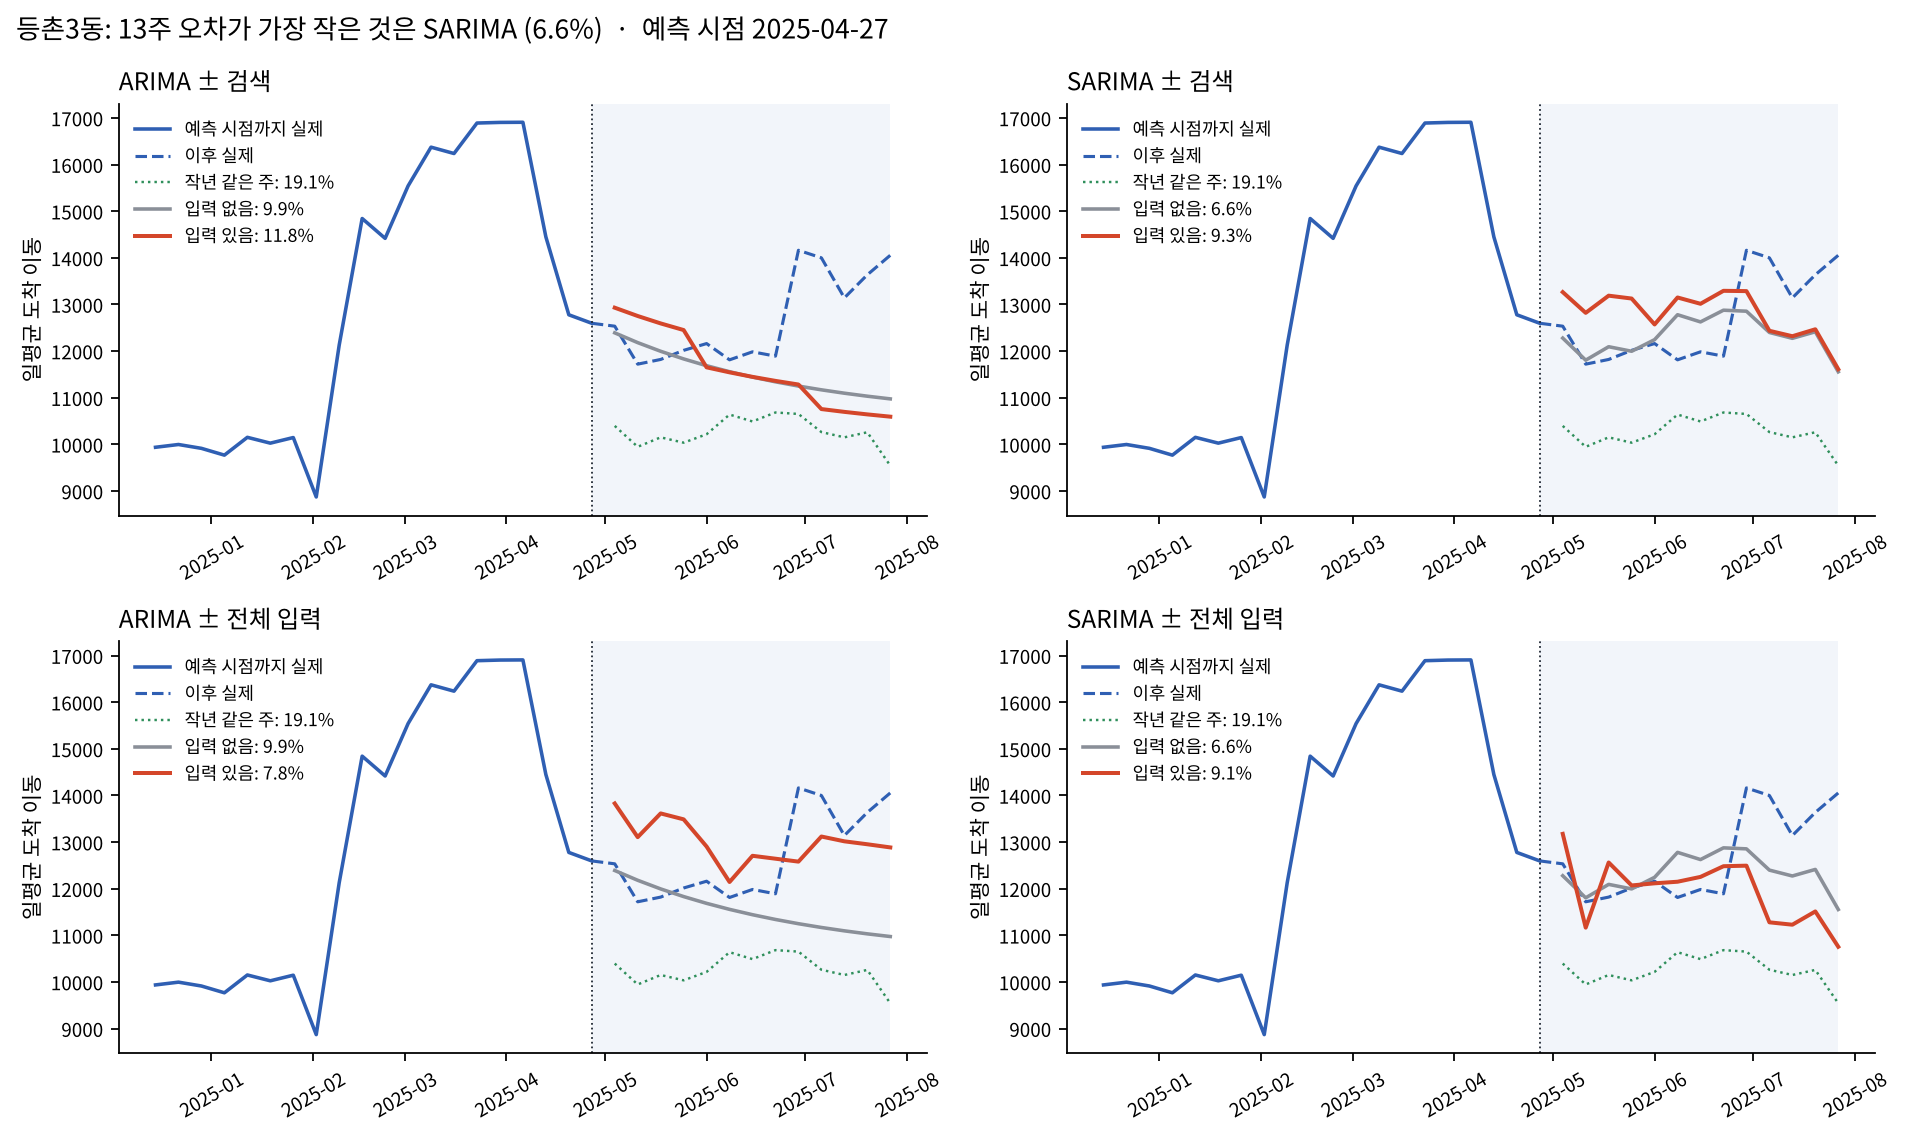 등촌3동: 13주 오차가 가장 작은 것은 SARIMA (6.6%) · 예측 시점 2025-04-27
ARIMA ± 검색
17000
16000
15000
14000
13000
12000
11000
10000
9000
일평균 도착 이동
예측 시점까지 실제
이후 실제
작년 같은 주: 19.1%
입력 없음: 9.9%
입력 있음: 11.8%
2025-01
2025-02
2025-03
2025-04
2025-05
2025-06
2025-07
2025-08
SARIMA ± 검색
17000
16000
15000
14000
13000
12000
11000
10000
9000
일평균 도착 이동
예측 시점까지 실제
이후 실제
작년 같은 주: 19.1%
입력 없음: 6.6%
입력 있음: 9.3%
2025-01
2025-02
2025-03
2025-04
2025-05
2025-06
2025-07
2025-08
ARIMA ± 전체 입력
17000
16000
15000
14000
13000
12000
11000
10000
9000
일평균 도착 이동
예측 시점까지 실제
이후 실제
작년 같은 주: 19.1%
입력 없음: 9.9%
입력 있음: 7.8%
2025-01
2025-02
2025-03
2025-04
2025-05
2025-06
2025-07
2025-08
SARIMA ± 전체 입력
17000
16000
15000
14000
13000
12000
11000
10000
9000
일평균 도착 이동
예측 시점까지 실제
이후 실제
작년 같은 주: 19.1%
입력 없음: 6.6%
입력 있음: 9.1%
2025-01
2025-02
2025-03
2025-04
2025-05
2025-06
2025-07
2025-08